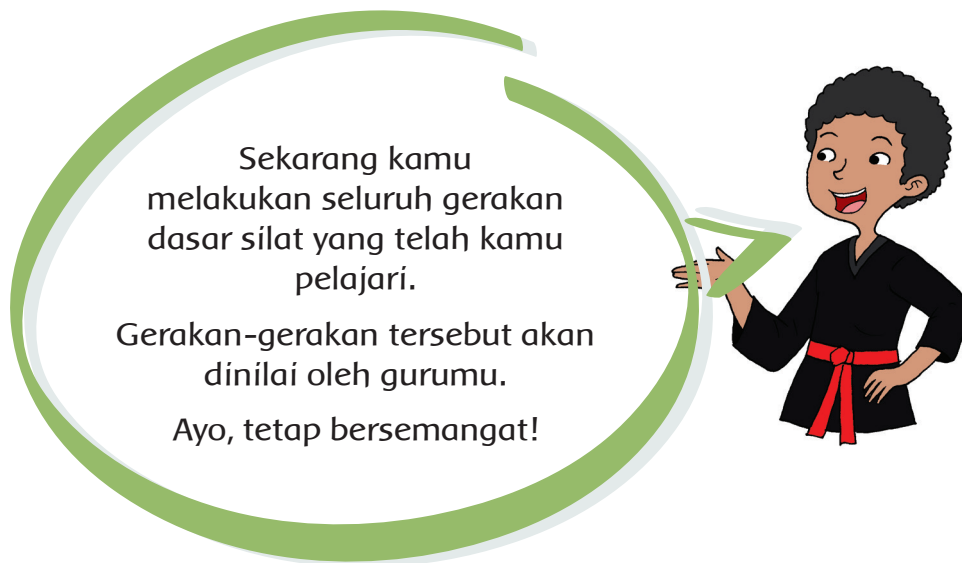 Sekarang kamu
melakukan seluruh gerakan
dasar silat yang telah kamu
pelajari.
Gerakan-gerakan tersebut akan
dinilai oleh gurumu.
Ayo, tetap bersemangat!